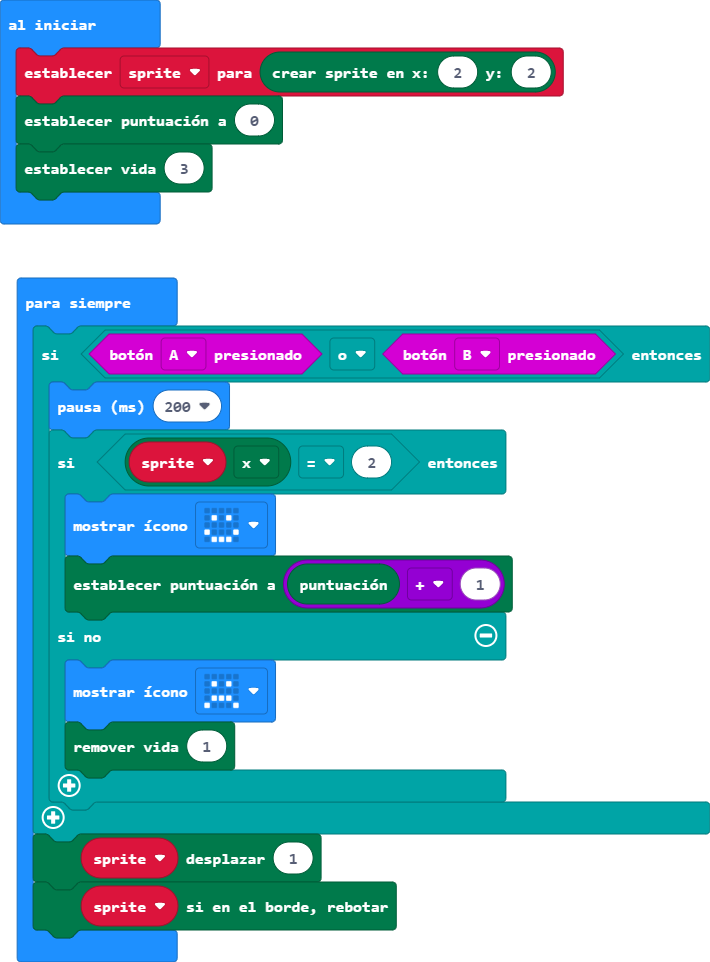 al iniciar
establecer sprite para crear sprite en x: 2 y: 2
establecer puntuación a 0
establecer vida 3
para siempre
si botón A presionado o botón B presionado entonces
pausa (ms) 200
si sprite x = 2 entonces
mostrar ícono
establecer puntuación a puntuación + 1
si no
mostrar ícono
remover vida 1
sprite desplazar 1
sprite si en el borde, rebotar